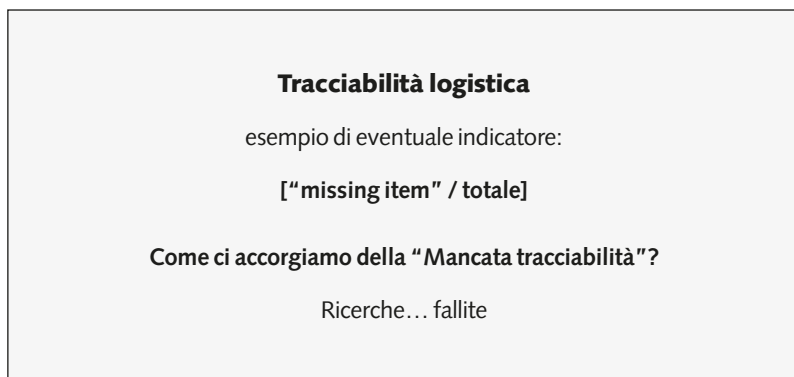 Tracciabilità logistica
esempio di eventuale indicatore:
[“missing item” / totale]
Come ci accorgiamo della “Mancata tracciabilità”?
Ricerche… fallite